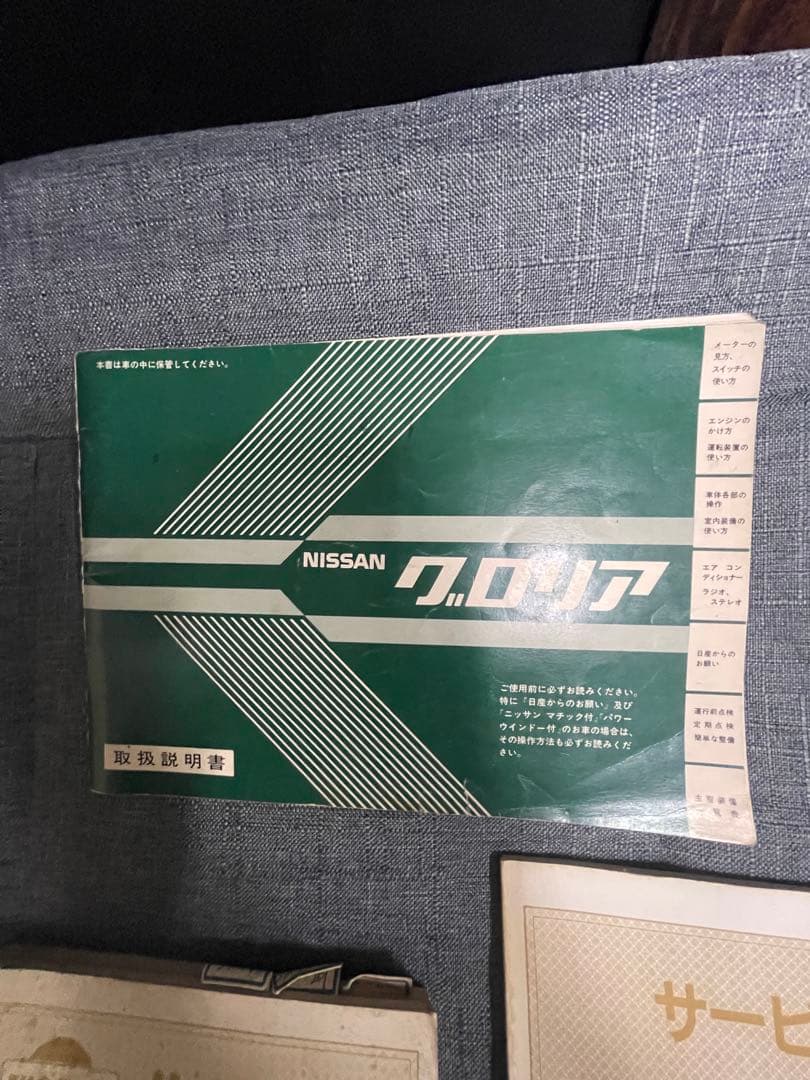 本書は車の中に保管してください。
NISSAN グロリア
ご使用前に必ずお読みください。
特に「日産からのお願い」及び
「ニッサン マチック付」「パワー
ウインドー付」のお車の場合は、
その操作方法も必ずお読みくだ
さい。
取扱説明書
メーターの
見方、
スイッチの
使い方
エンジンの
かけ方
運転装置の
使い方
車体各部の
操作
室内装備の
使い方
エア コン
ディショナー
ラジオ、
ステレオ
日産からの
お願い
運行前点検
定期点検
簡単な整備
主要装備
一覧表
サービ